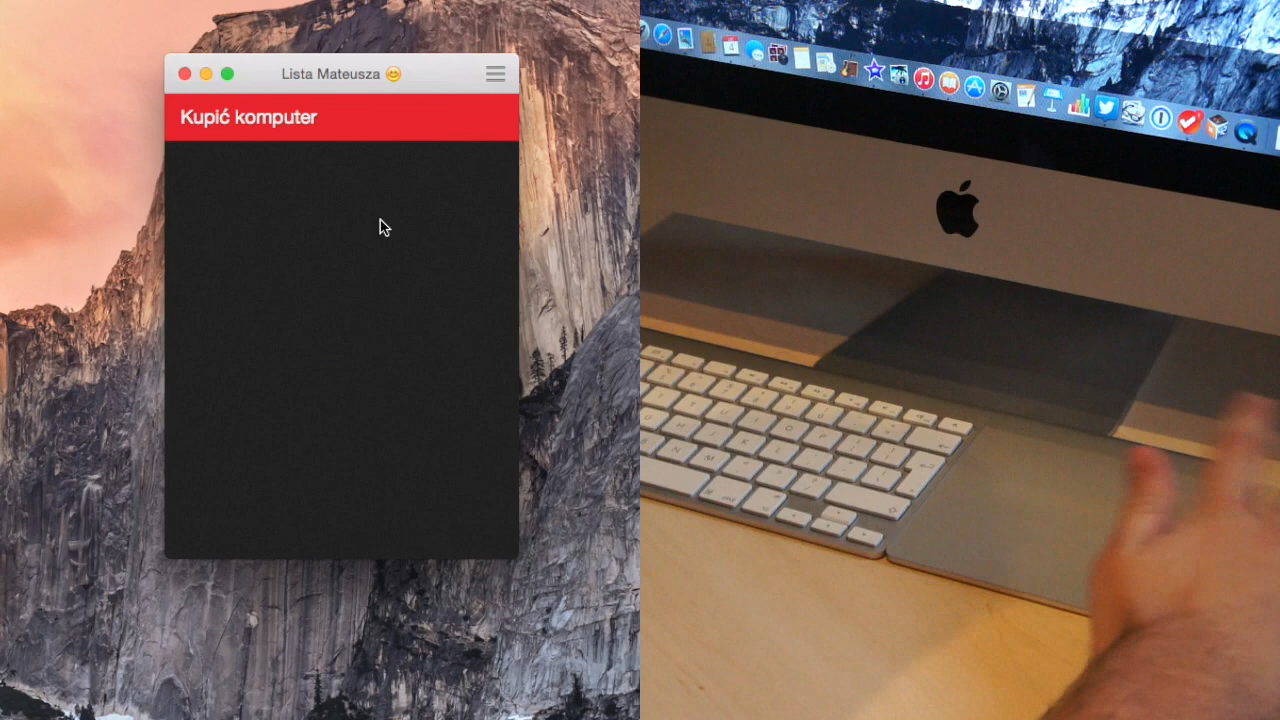 Lista Mateusza 😊
Kupić komputer